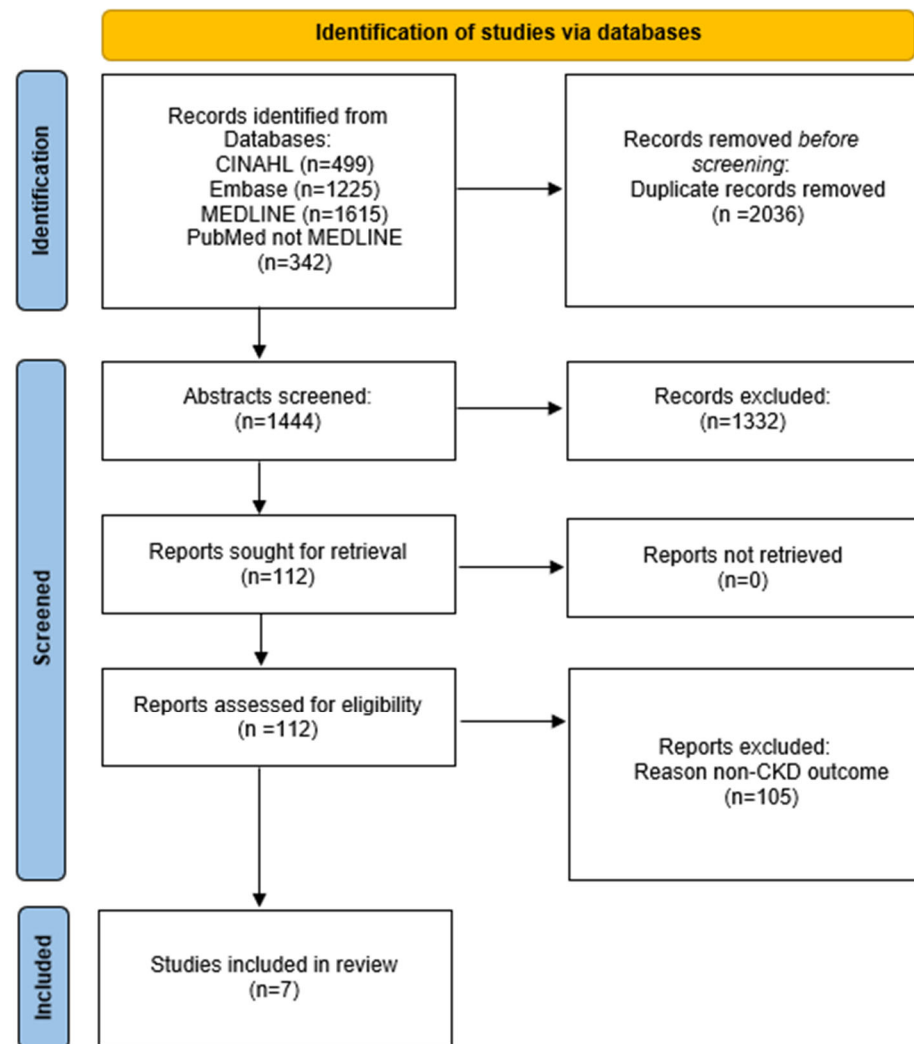 Identification of studies via databases
Identification
Records identified from
Databases:
CINAHL (n=499)
Embase (n=1225)
MEDLINE (n=1615)
PubMed not MEDLINE
(n=342)
Records removed before
screening:
Duplicate records removed
(n =2036)
Screened
Abstracts screened:
(n=1444)
Records excluded:
(n=1332)
Reports sought for retrieval
(n=112)
Reports not retrieved
(n=0)
Reports assessed for eligibility
(n =112)
Reports excluded:
Reason non-CKD outcome
(n=105)
Included
Studies included in review
(n=7)